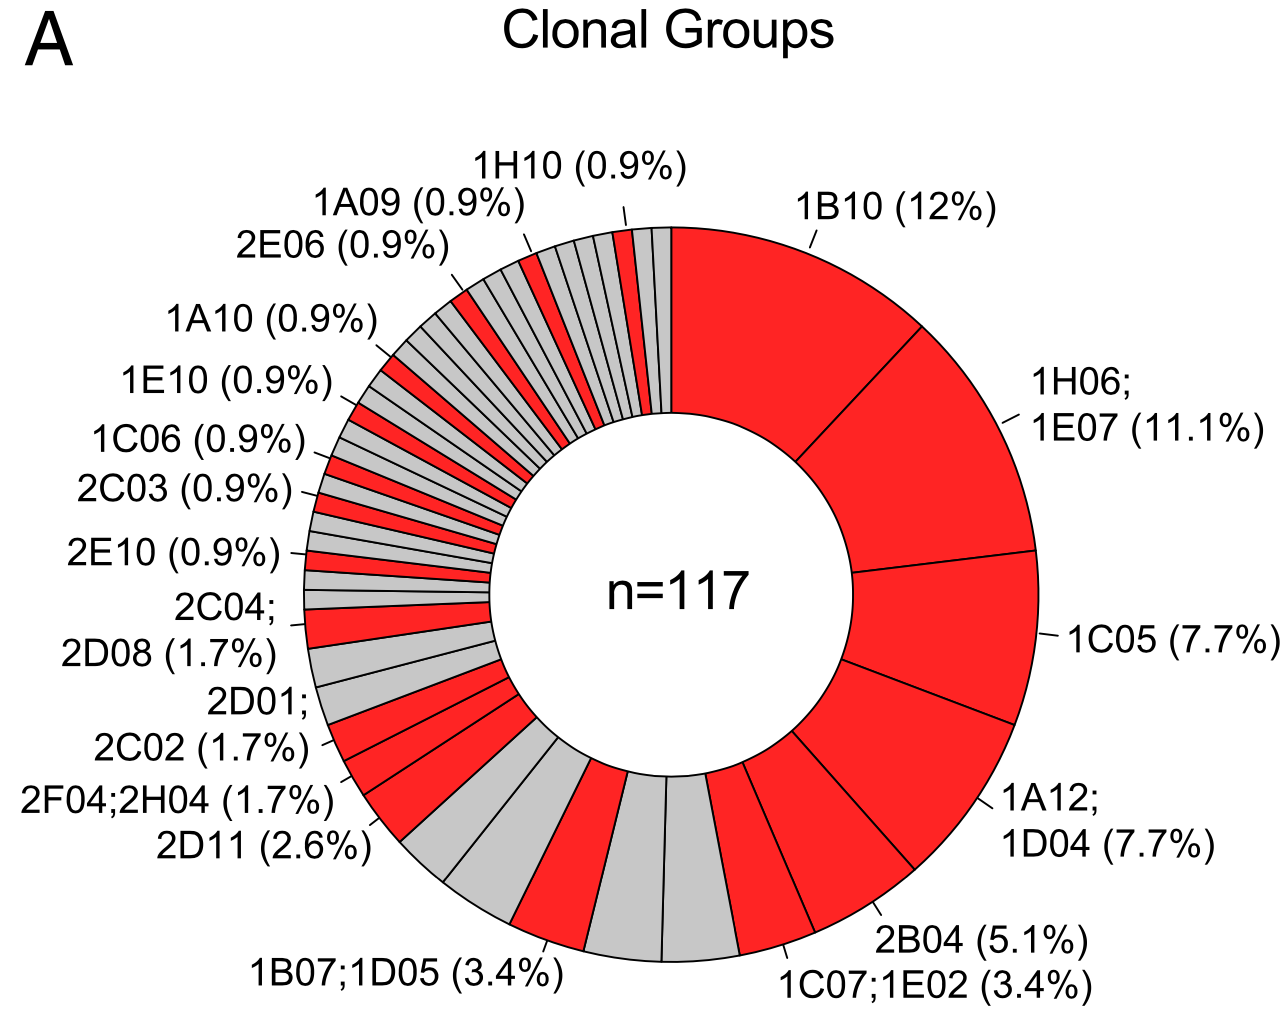 A
Clonal Groups
1H10 (0.9%)
1A09 (0.9%)
2E06 (0.9%)
1A10 (0.9%)
1E10 (0.9%)
1C06 (0.9%)
2C03 (0.9%)
2E10 (0.9%)
2C04;
2D08 (1.7%)
2D01;
2C02 (1.7%)
2F04;2H04 (1.7%)
2D11 (2.6%)
1B07;1D05 (3.4%)
1B10 (12%)
1H06;
1E07 (11.1%)
1C05 (7.7%)
1A12;
1D04 (7.7%)
2B04 (5.1%)
1C07;1E02 (3.4%)
n=117